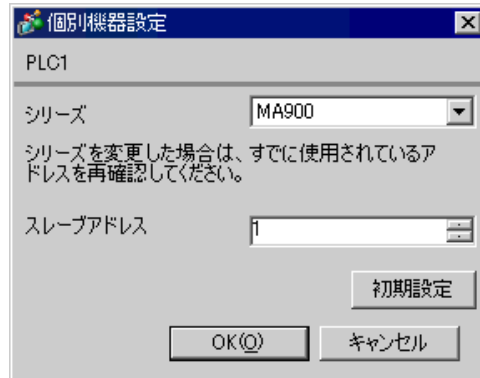 個別機器設定
PLC1
シリーズ
MA900
シリーズを変更した場合は、すでに使用されているア
ドレスを再確認してください。
スレーブアドレス
1
初期設定
OK(O)
キャンセル